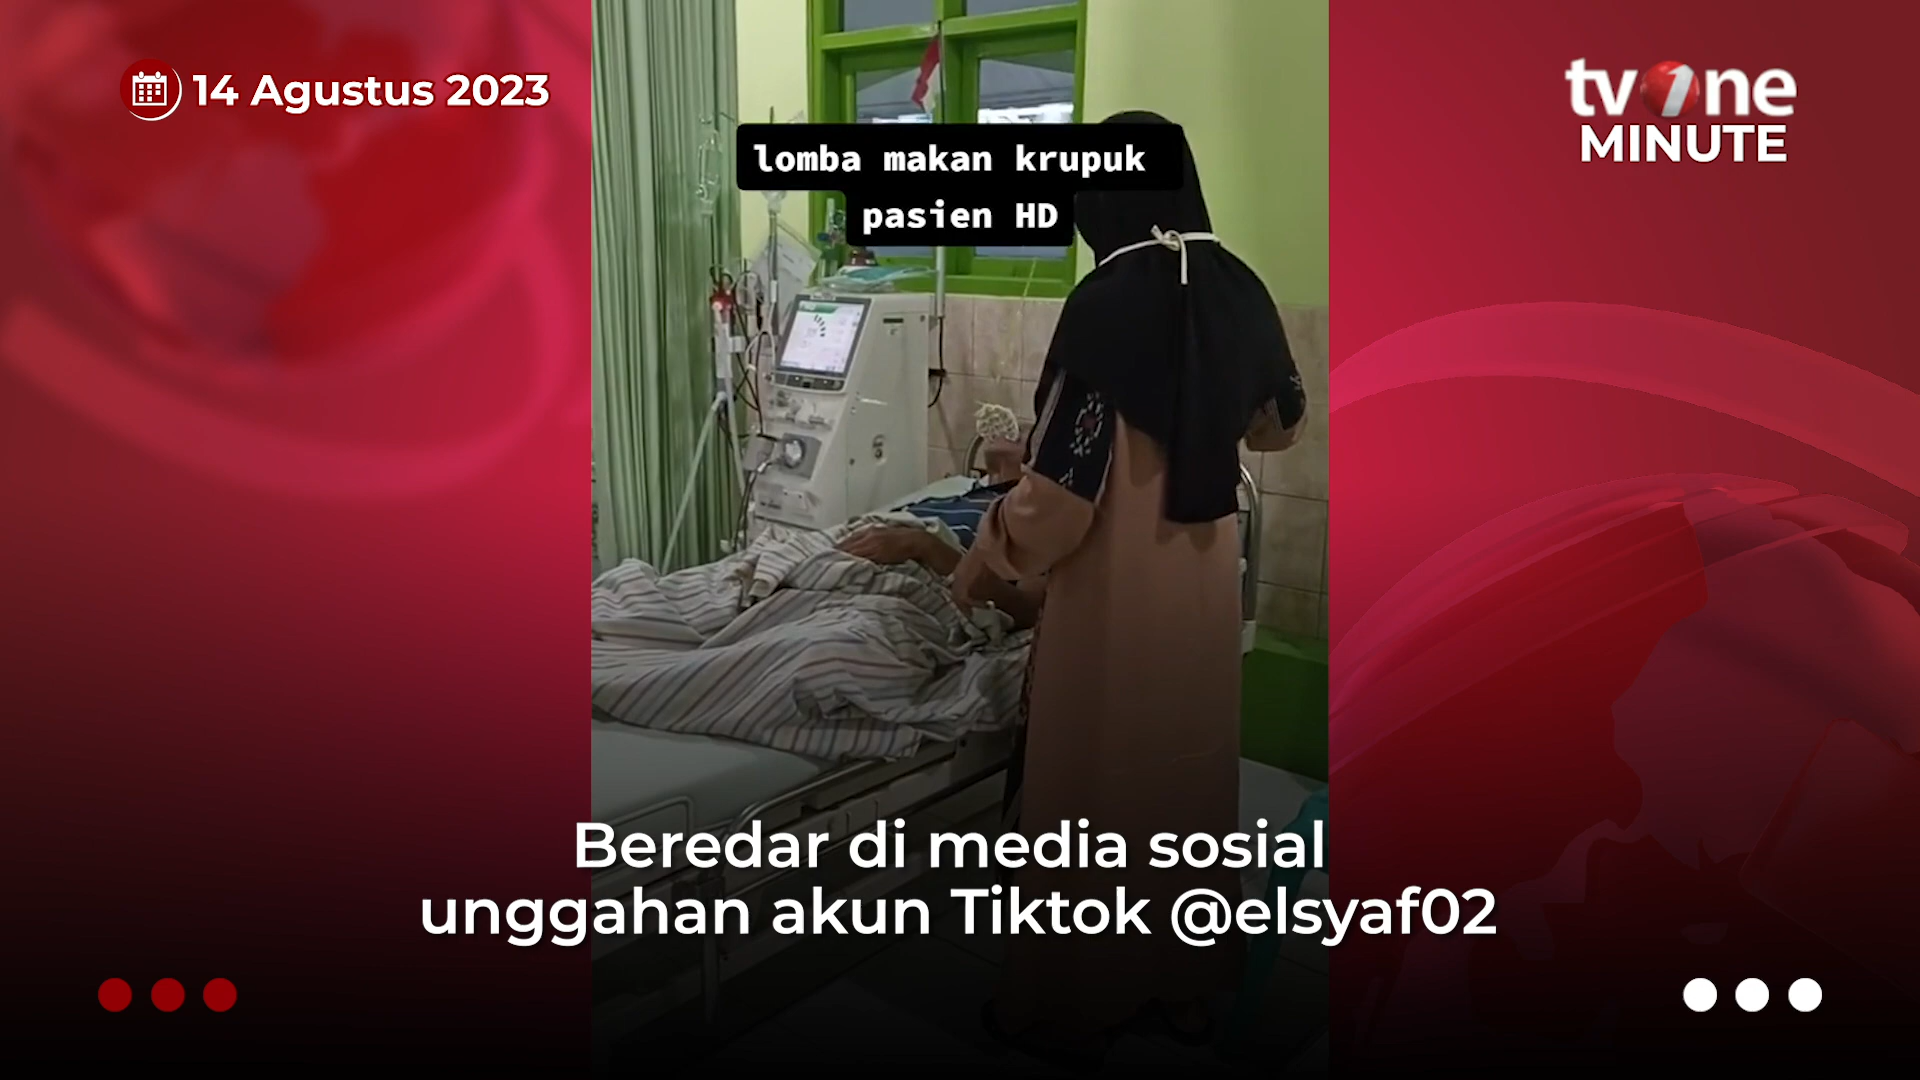 14 Agustus 2023
tvOne
MINUTE
lomba makan krupuk
pasien HD
Beredar di media sosial
unggahan akun Tiktok @elsyaf02